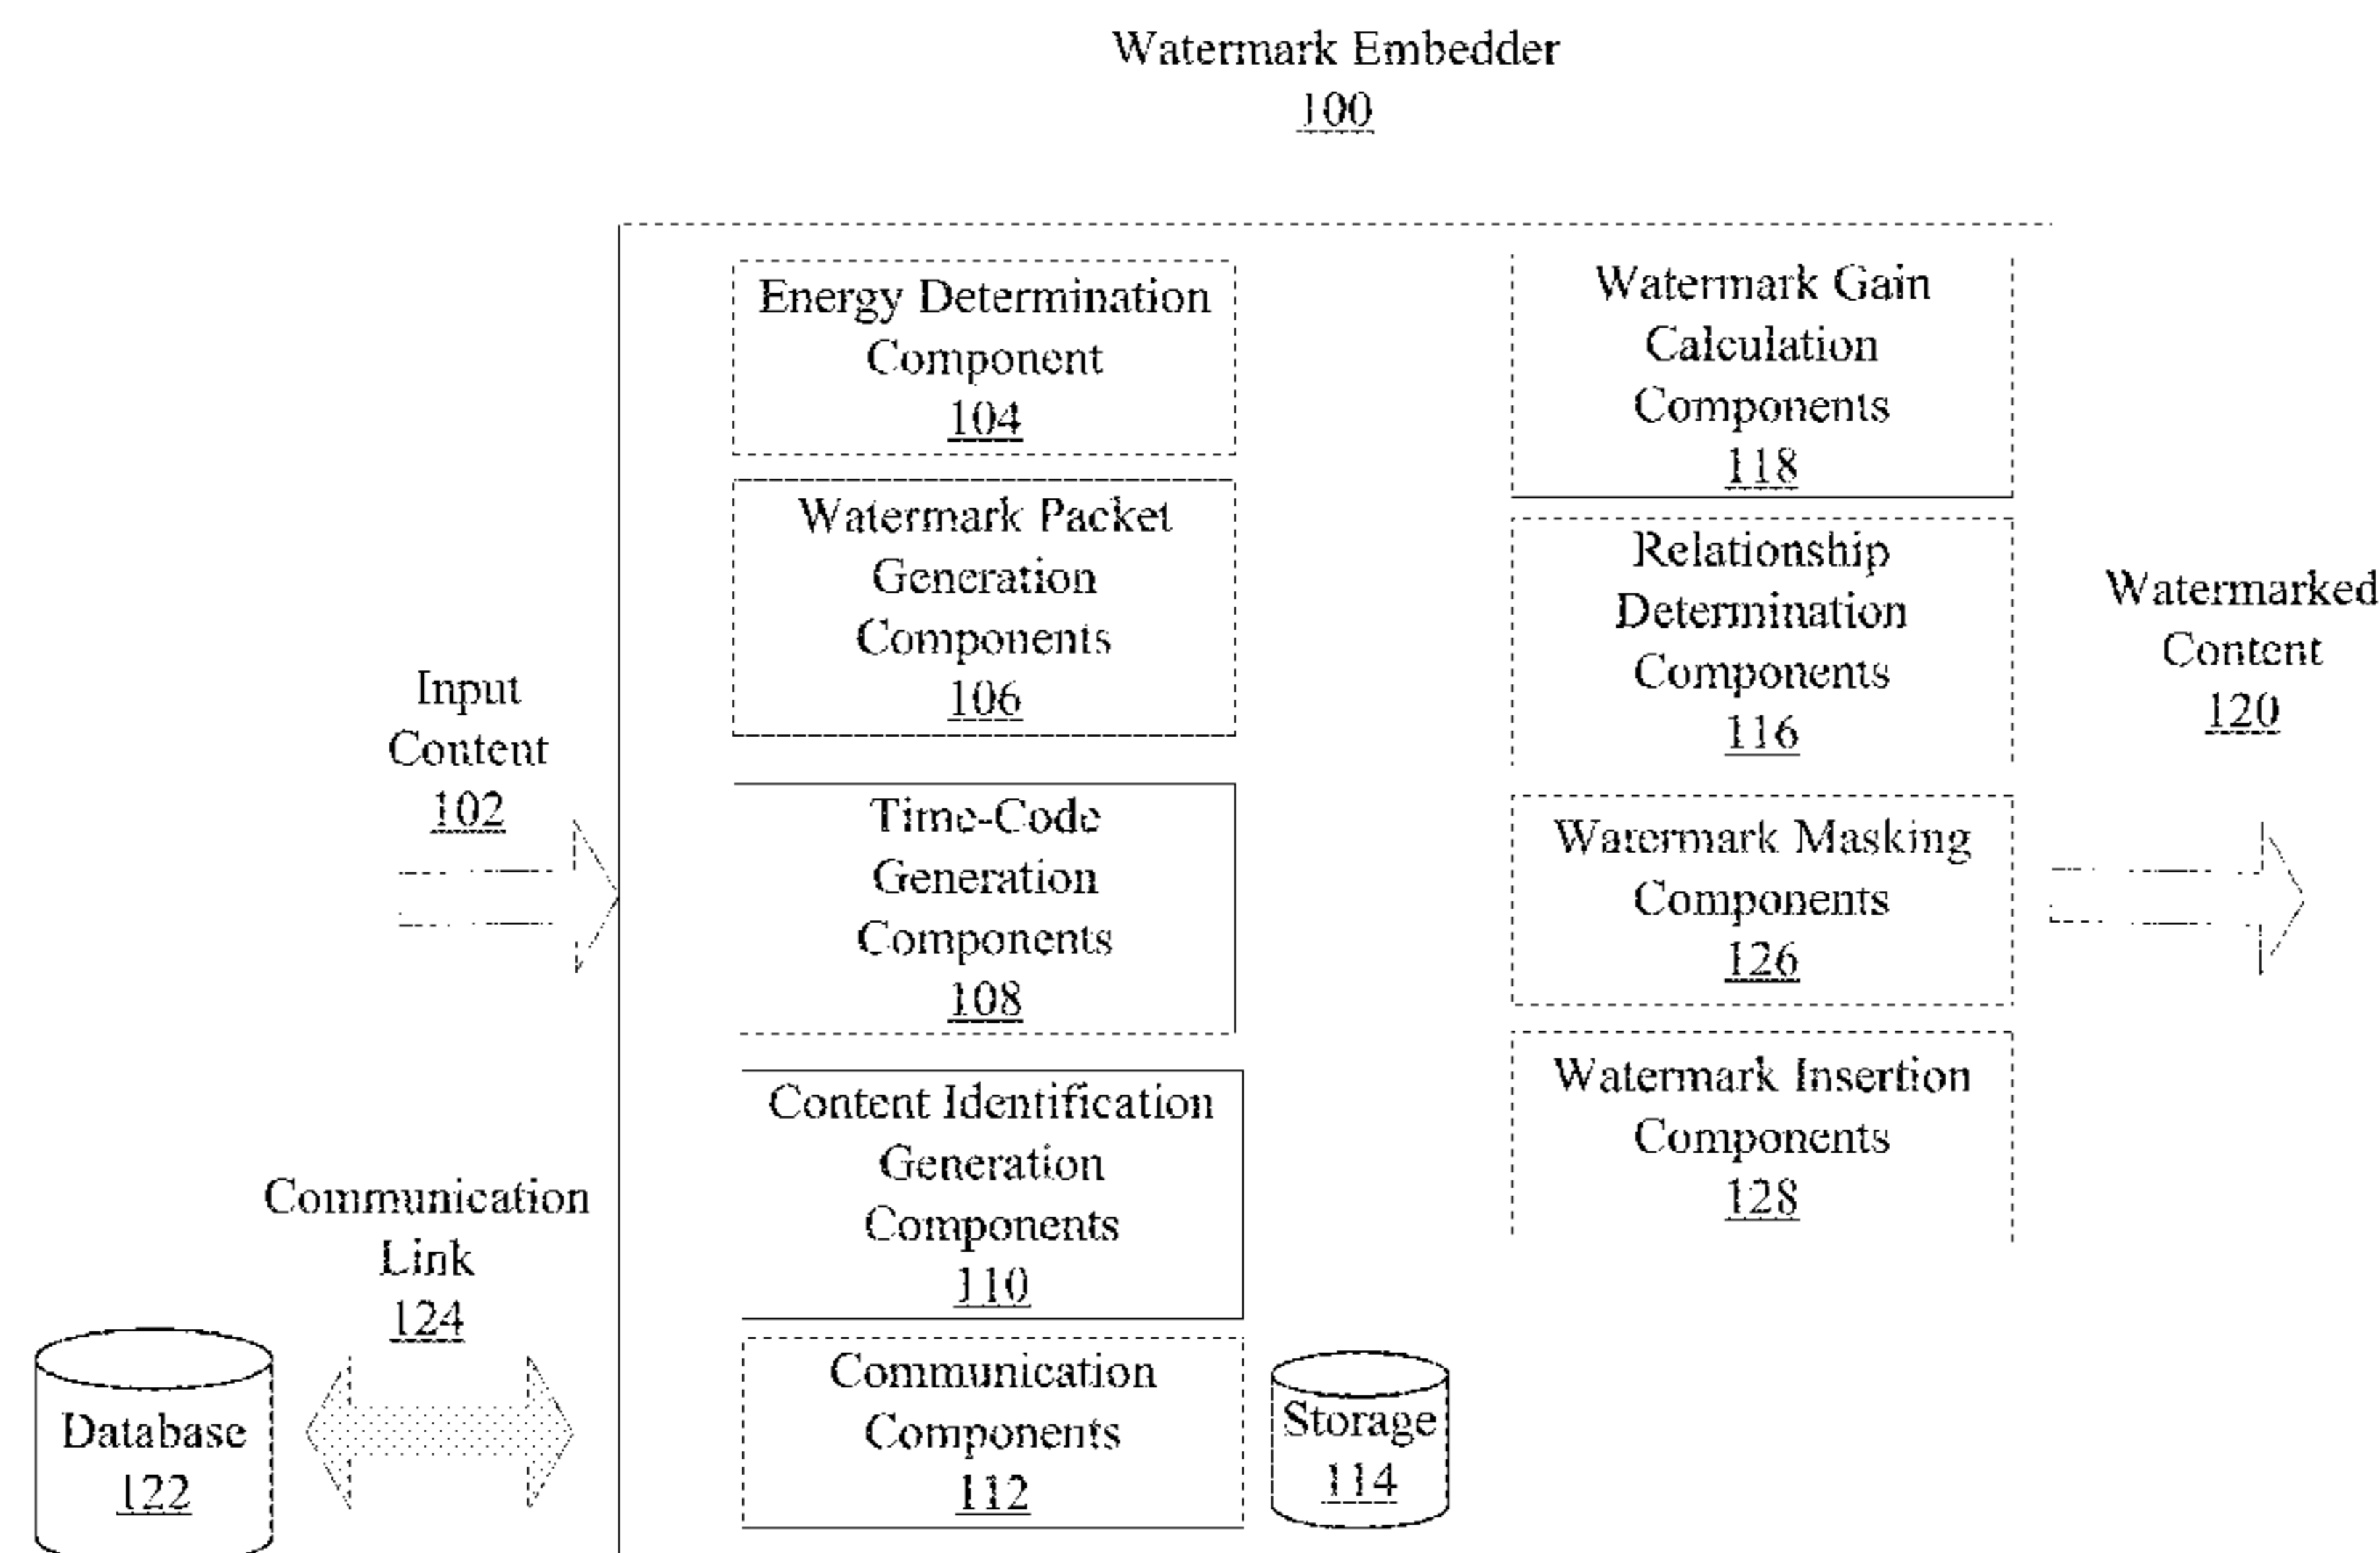 Watermark Embedder
100
Energy Determination
Component
104
Watermark Packet
Generation
Components
106
Time-Code
Generation
Components
108
Content Identification
Generation
Components
110
Communication
Components
112
Storage
114
Watermark Gain
Calculation
Components
118
Relationship
Determination
Components
116
Watermark Masking
Components
126
Watermark Insertion
Components
128
Input
Content
102
Communication
Link
124
Database
122
Watermarked
Content
120